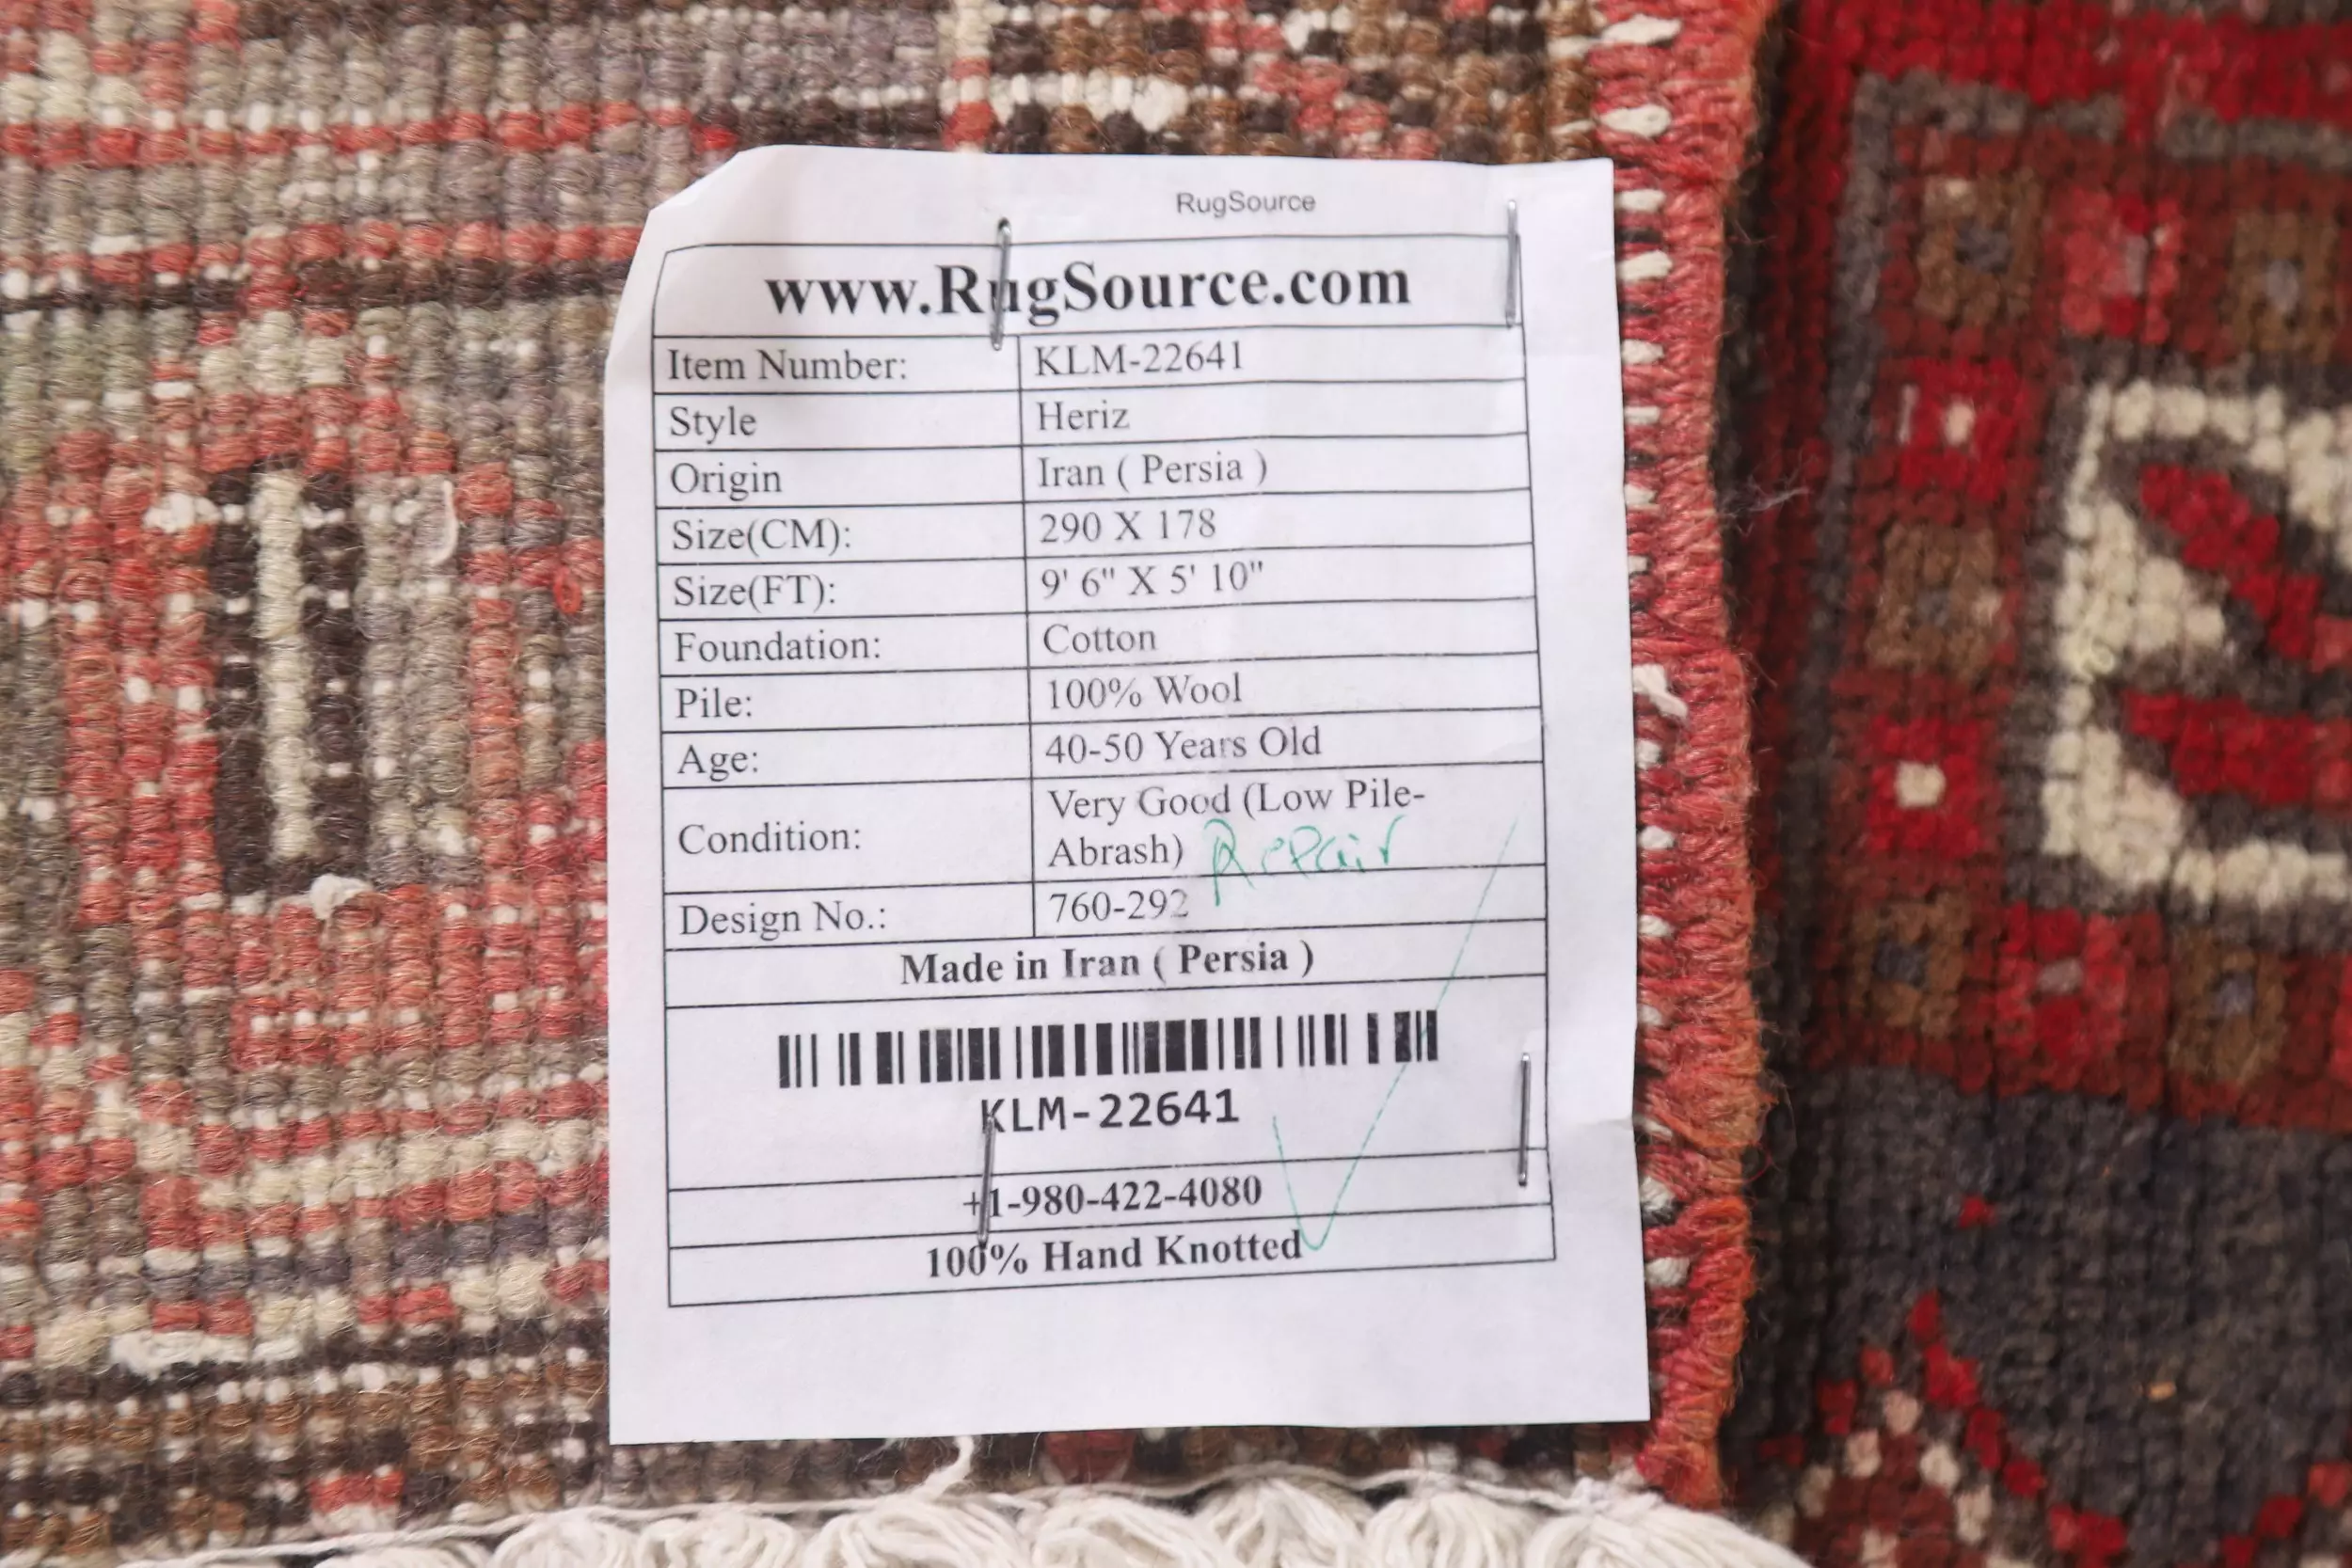 RugSource
www.RugSource.com
Item Number: KLM-22641
Style Heriz
Origin Iran ( Persia )
Size(CM): 290 X 178
Size(FT): 9' 6" X 5' 10"
Foundation: Cotton
Pile: 100% Wool
Age: 40-50 Years Old
Condition: Very Good (Low Pile-
Abrash) Repair
Design No.: 760-292
Made in Iran ( Persia )
KLM-22641
+1-980-422-4080
100% Hand Knotted